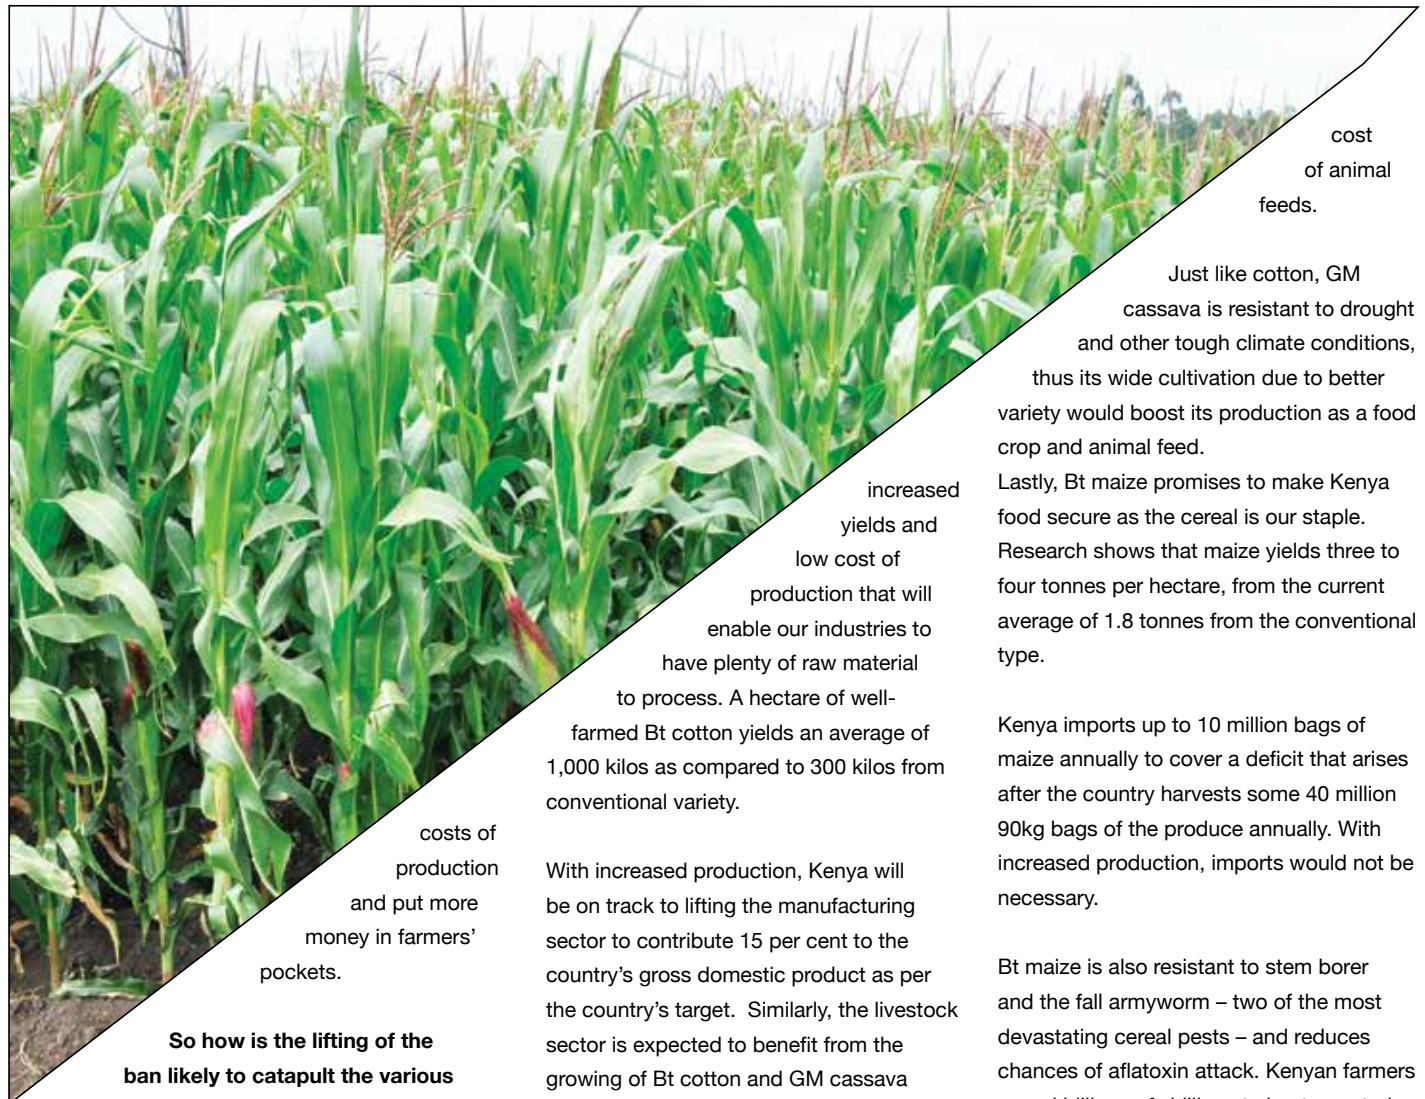 costs of
production
and put more
money in farmers’
pockets.
So how is the lifting of the
ban likely to catapult the various
increased
yields and
low cost of
production that will
enable our industries to
have plenty of raw material
to process. A hectare of well-
farmed Bt cotton yields an average of
1,000 kilos as compared to 300 kilos from
conventional variety.
With increased production, Kenya will
be on track to lifting the manufacturing
sector to contribute 15 per cent to the
country’s gross domestic product as per
the country’s target.  Similarly, the livestock
sector is expected to benefit from the
growing of Bt cotton and GM cassava
cost
of animal
feeds.
Just like cotton, GM
cassava is resistant to drought
and other tough climate conditions,
thus its wide cultivation due to better
variety would boost its production as a food
crop and animal feed.
Lastly, Bt maize promises to make Kenya
food secure as the cereal is our staple.
Research shows that maize yields three to
four tonnes per hectare, from the current
average of 1.8 tonnes from the conventional
type.
Kenya imports up to 10 million bags of
maize annually to cover a deficit that arises
after the country harvests some 40 million
90kg bags of the produce annually. With
increased production, imports would not be
necessary.
Bt maize is also resistant to stem borer
and the fall armyworm – two of the most
devastating cereal pests – and reduces
chances of aflatoxin attack. Kenyan farmers